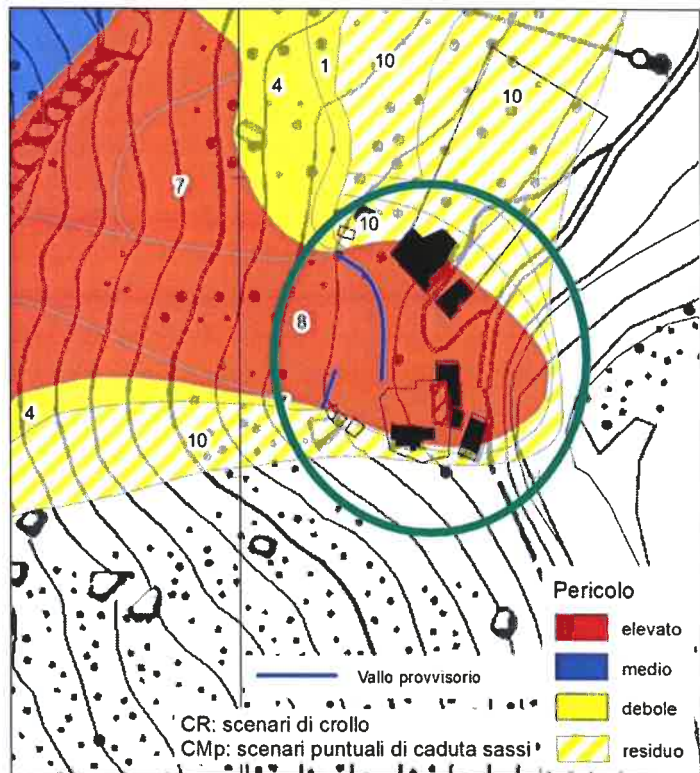 4
1
10
10
7
10
8
4
10
Pericolo
elevato
medio
debole
residuo
Vallo provvisorio
CR: scenari di crollo
CMp: scenari puntuali di caduta sassi